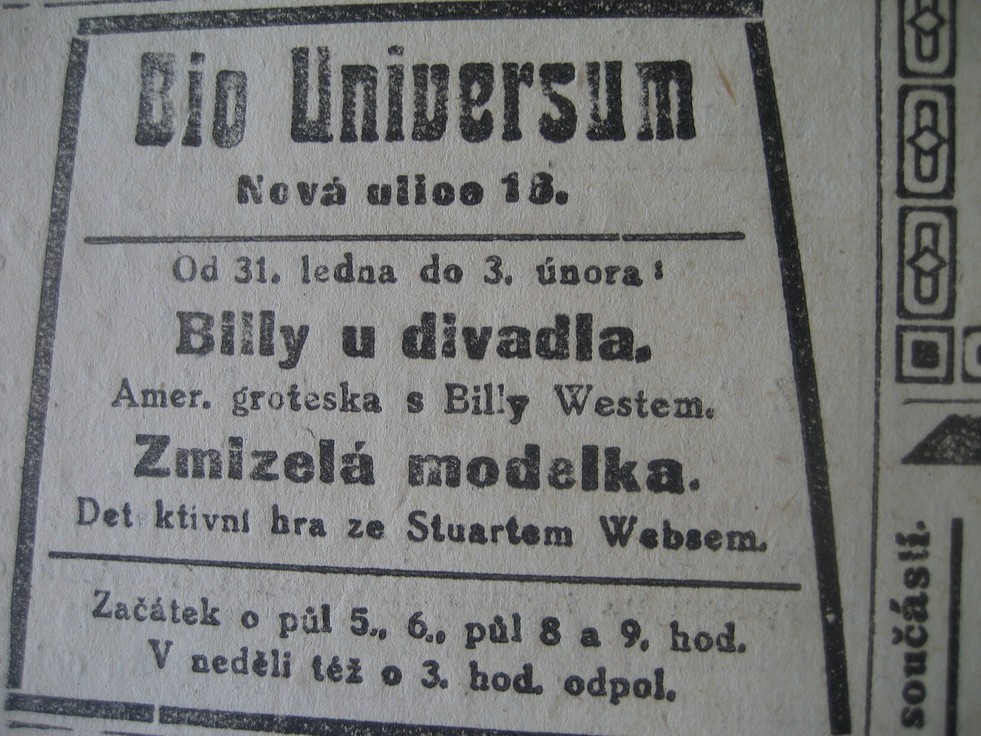 Bio Universum
Nová ulice 18.
Od 31. ledna do 3. února:
Billy u divadla.
Amer. groteska s Billy Westem.
Zmizelá modelka.
Det ktivní hra ze Stuartem Websem.
Začátek o půl 5., 6., půl 8 a 9. hod.
V neděli též o 3. hod. odpol.
součásti.